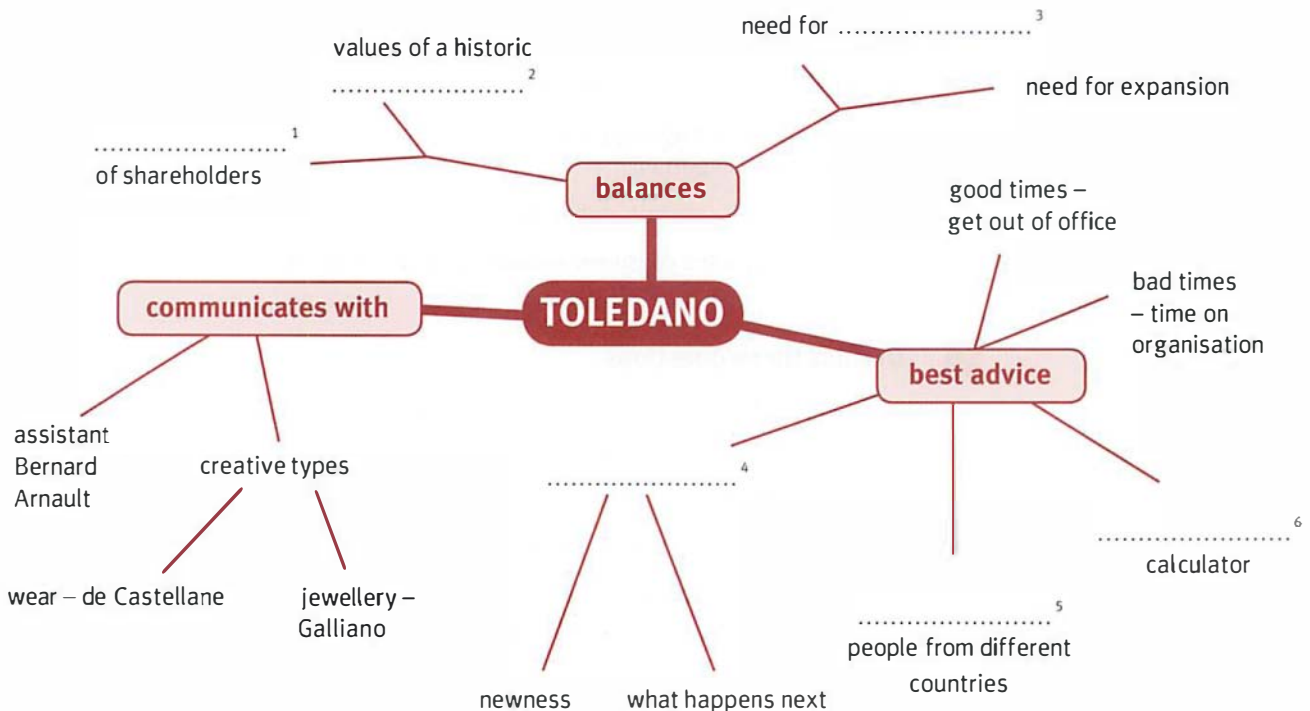 need for ........................ 3
values of a historic
........................ 2
need for expansion
........................ 1
of shareholders
balances
good times –
get out of office
bad times
– time on
organisation
communicates with
TOLEDANO
best advice
assistant
Bernard
Arnault
creative types
........................ 4
........................ 6
calculator
wear – de Castellane
jewellery –
Galliano
........................ 5
people from different
countries
newness
what happens next